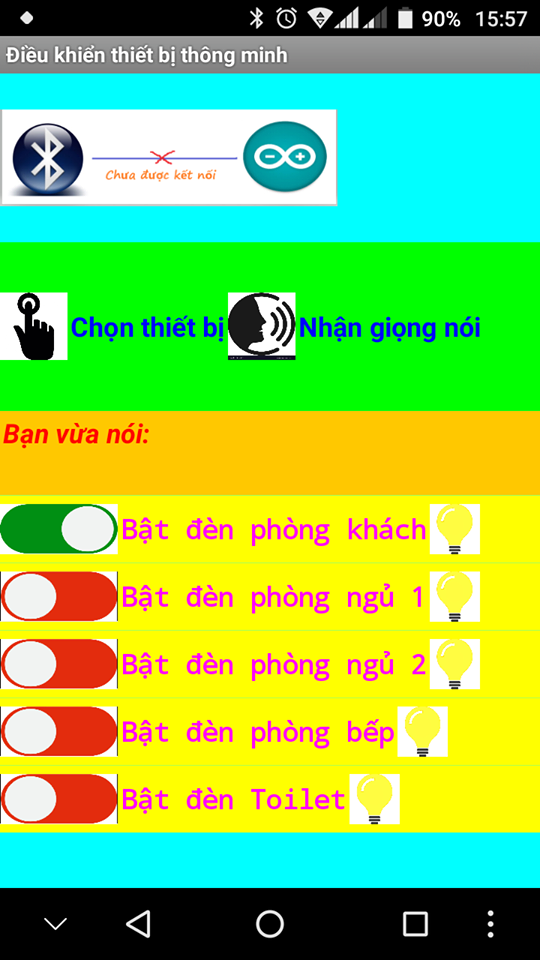 90% 15:57
Điều khiển thiết bị thông minh
Chưa được kết nối
Chọn thiết bị Nhận giọng nói
Bạn vừa nói:
Bật đèn phòng khách
Bật đèn phòng ngủ 1
Bật đèn phòng ngủ 2
Bật đèn phòng bếp
Bật đèn Toilet